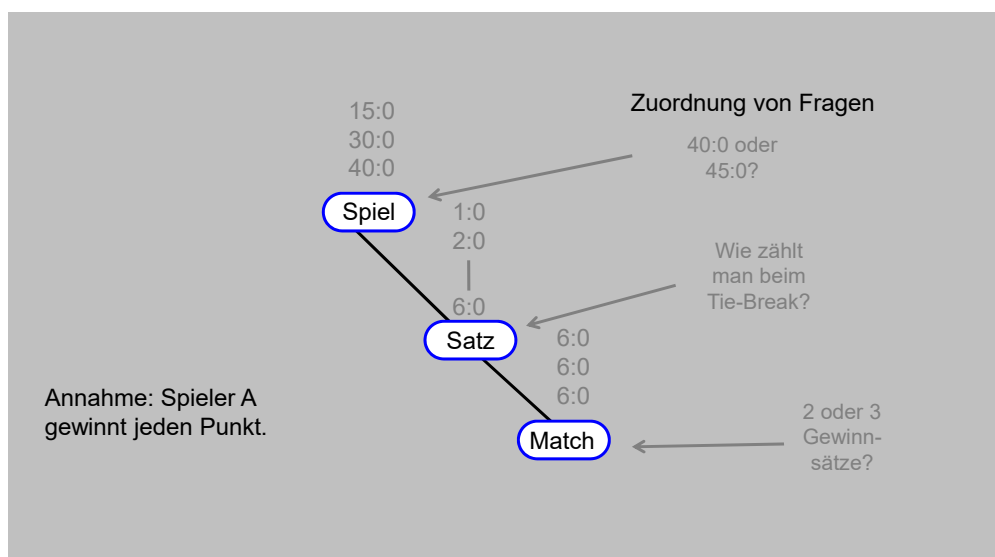 Zuordnung von Fragen
15:0
30:0
40:0
Spiel
40:0 oder
45:0?
1:0
2:0
6:0
Satz
Wie zählt
man beim
Tie-Break?
6:0
6:0
6:0
Match
2 oder 3
Gewinn-
sätze?
Annahme: Spieler A
gewinnt jeden Punkt.